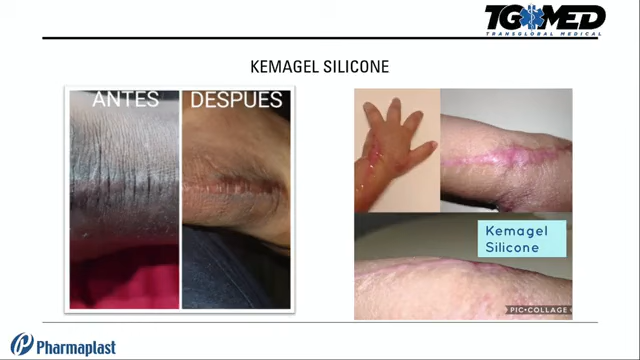 TGMED
TRANSGLOBAL MEDICAL
KEMAGEL SILICONE
ANTES
DESPUES
Kemagel
Silicone
PIC•COLLAGE
Pharmaplast